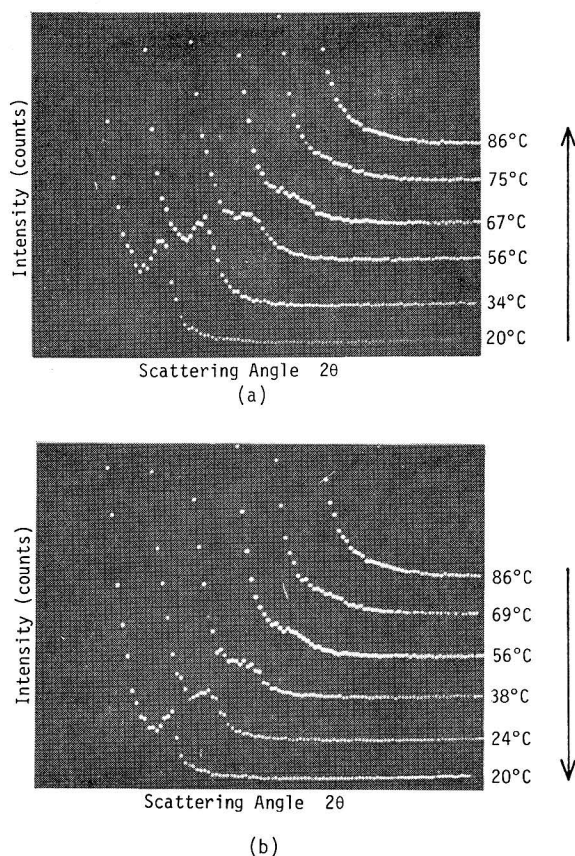 Intensity (counts)
86°C
75°C
67°C
56°C
34°C
20°C
Scattering Angle 2θ
(a)
Intensity (counts)
86°C
69°C
56°C
38°C
24°C
20°C
Scattering Angle 2θ
(b)